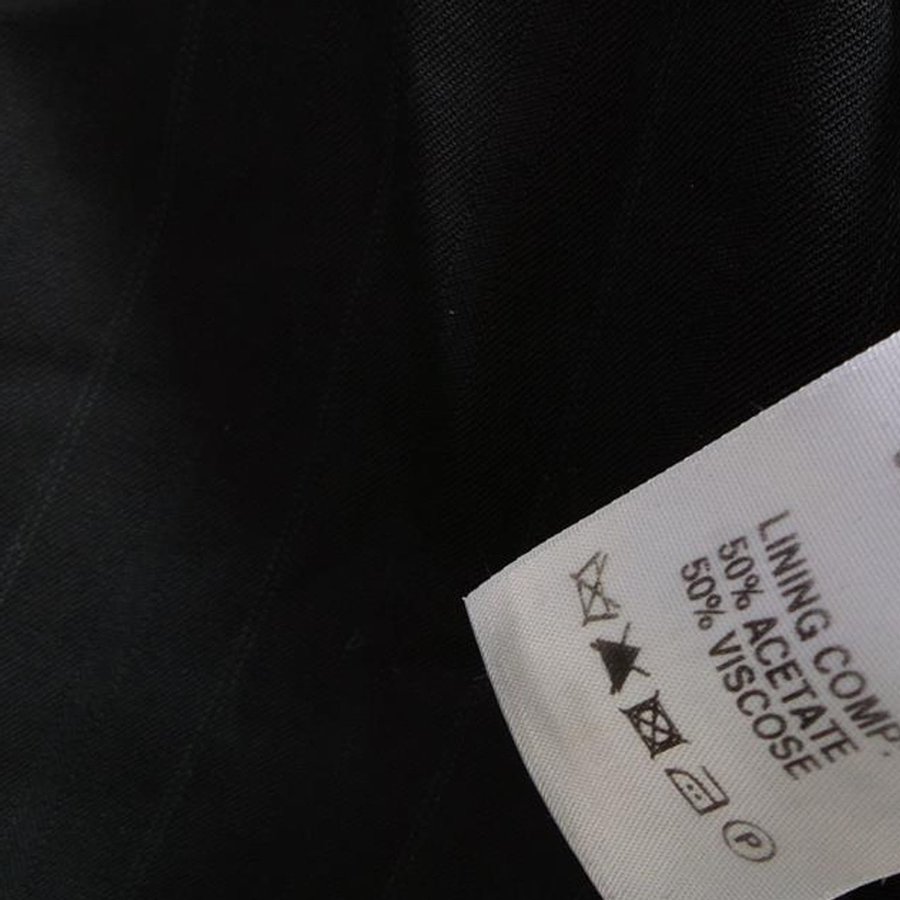 LINING COMP.
50% ACETATE
50% VISCOSE
P